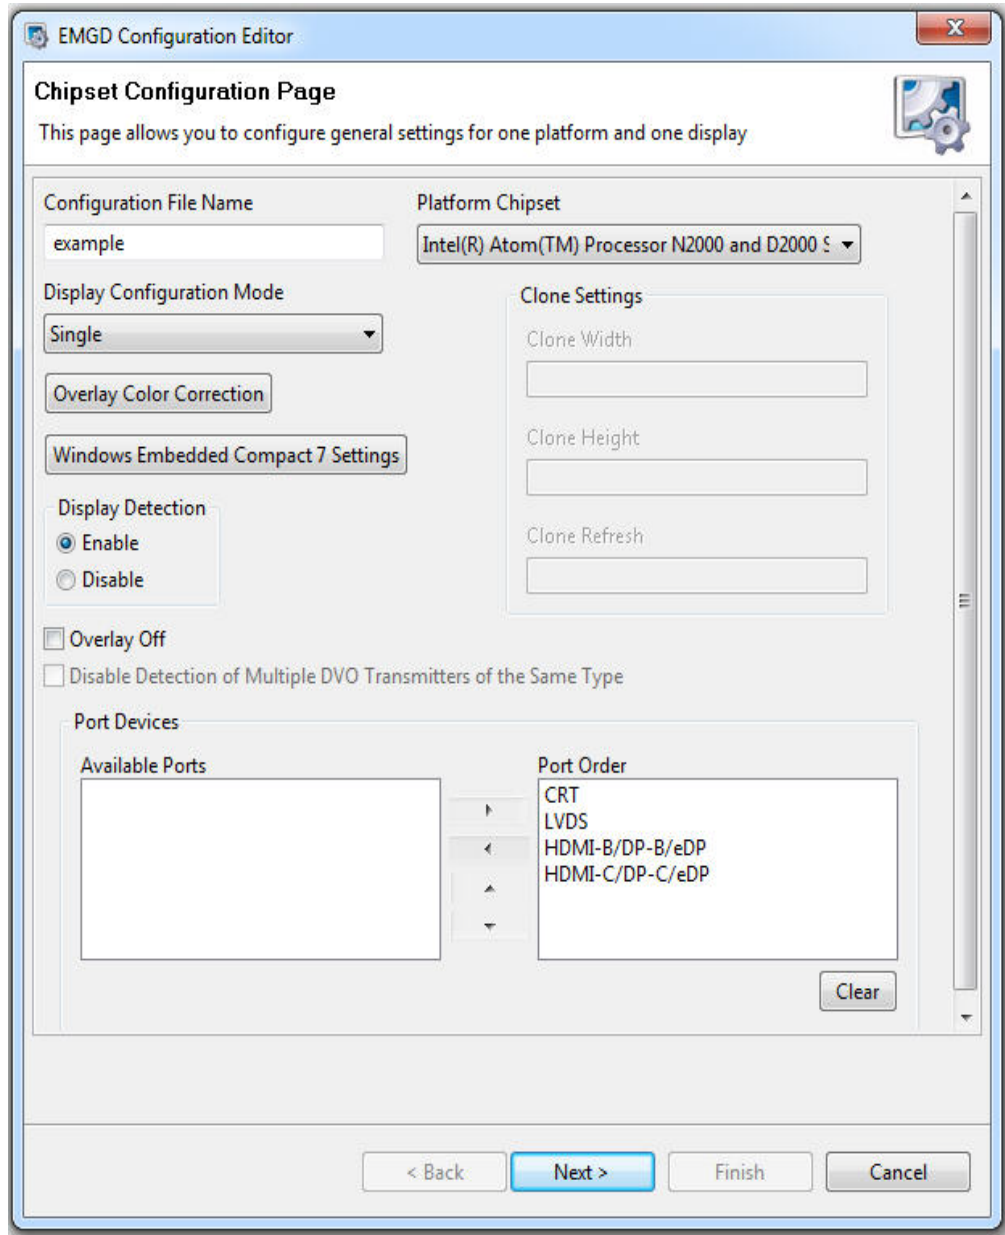 EMGD Configuration Editor
Chipset Configuration Page
This page allows you to configure general settings for one platform and one display
Configuration File Name
Platform Chipset
example
Intel(R) Atom(TM) Processor N2000 and D2000 S
Display Configuration Mode
Single
Clone Settings
Clone Width
Overlay Color Correction
Clone Height
Windows Embedded Compact 7 Settings
Display Detection
Enable
Disable
Clone Refresh
Overlay Off
Disable Detection of Multiple DVO Transmitters of the Same Type
Port Devices
Available Ports
Port Order
CRT
LVDS
HDMI-B/DP-B/eDP
HDMI-C/DP-C/eDP
Clear
< Back
Next >
Finish
Cancel